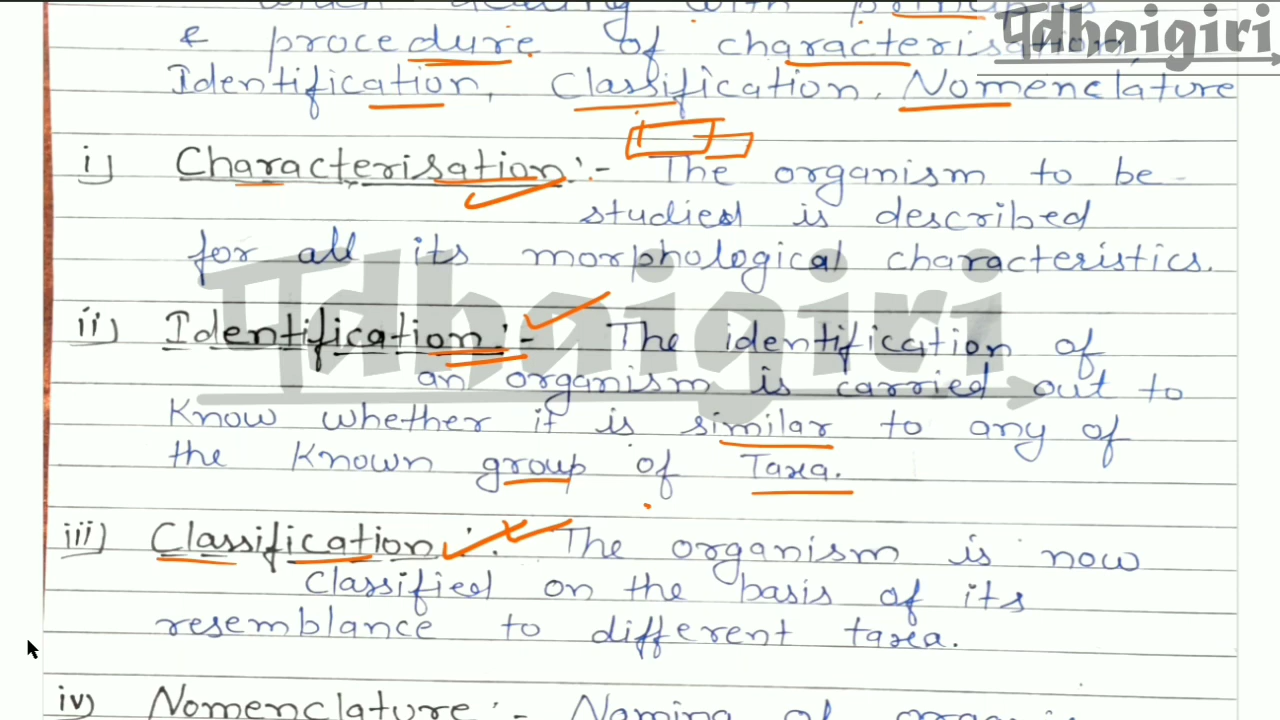 with
& procedure of characterisation,
Identification, Classification, Nomenclature
i) Characterisation:- The organism to be
studied is described
for all its morphological characteristics.
ii) Identification:- The identification of
an organism is carried out to
Know whether it is similar to any of
the Known group of Taxa.
iii) Classification :- The organism is now
Classified on the basis of its
resemblance to different taxa.
iv) Nomenclature:- Naming of
Padhaigiri
Padhaigiri